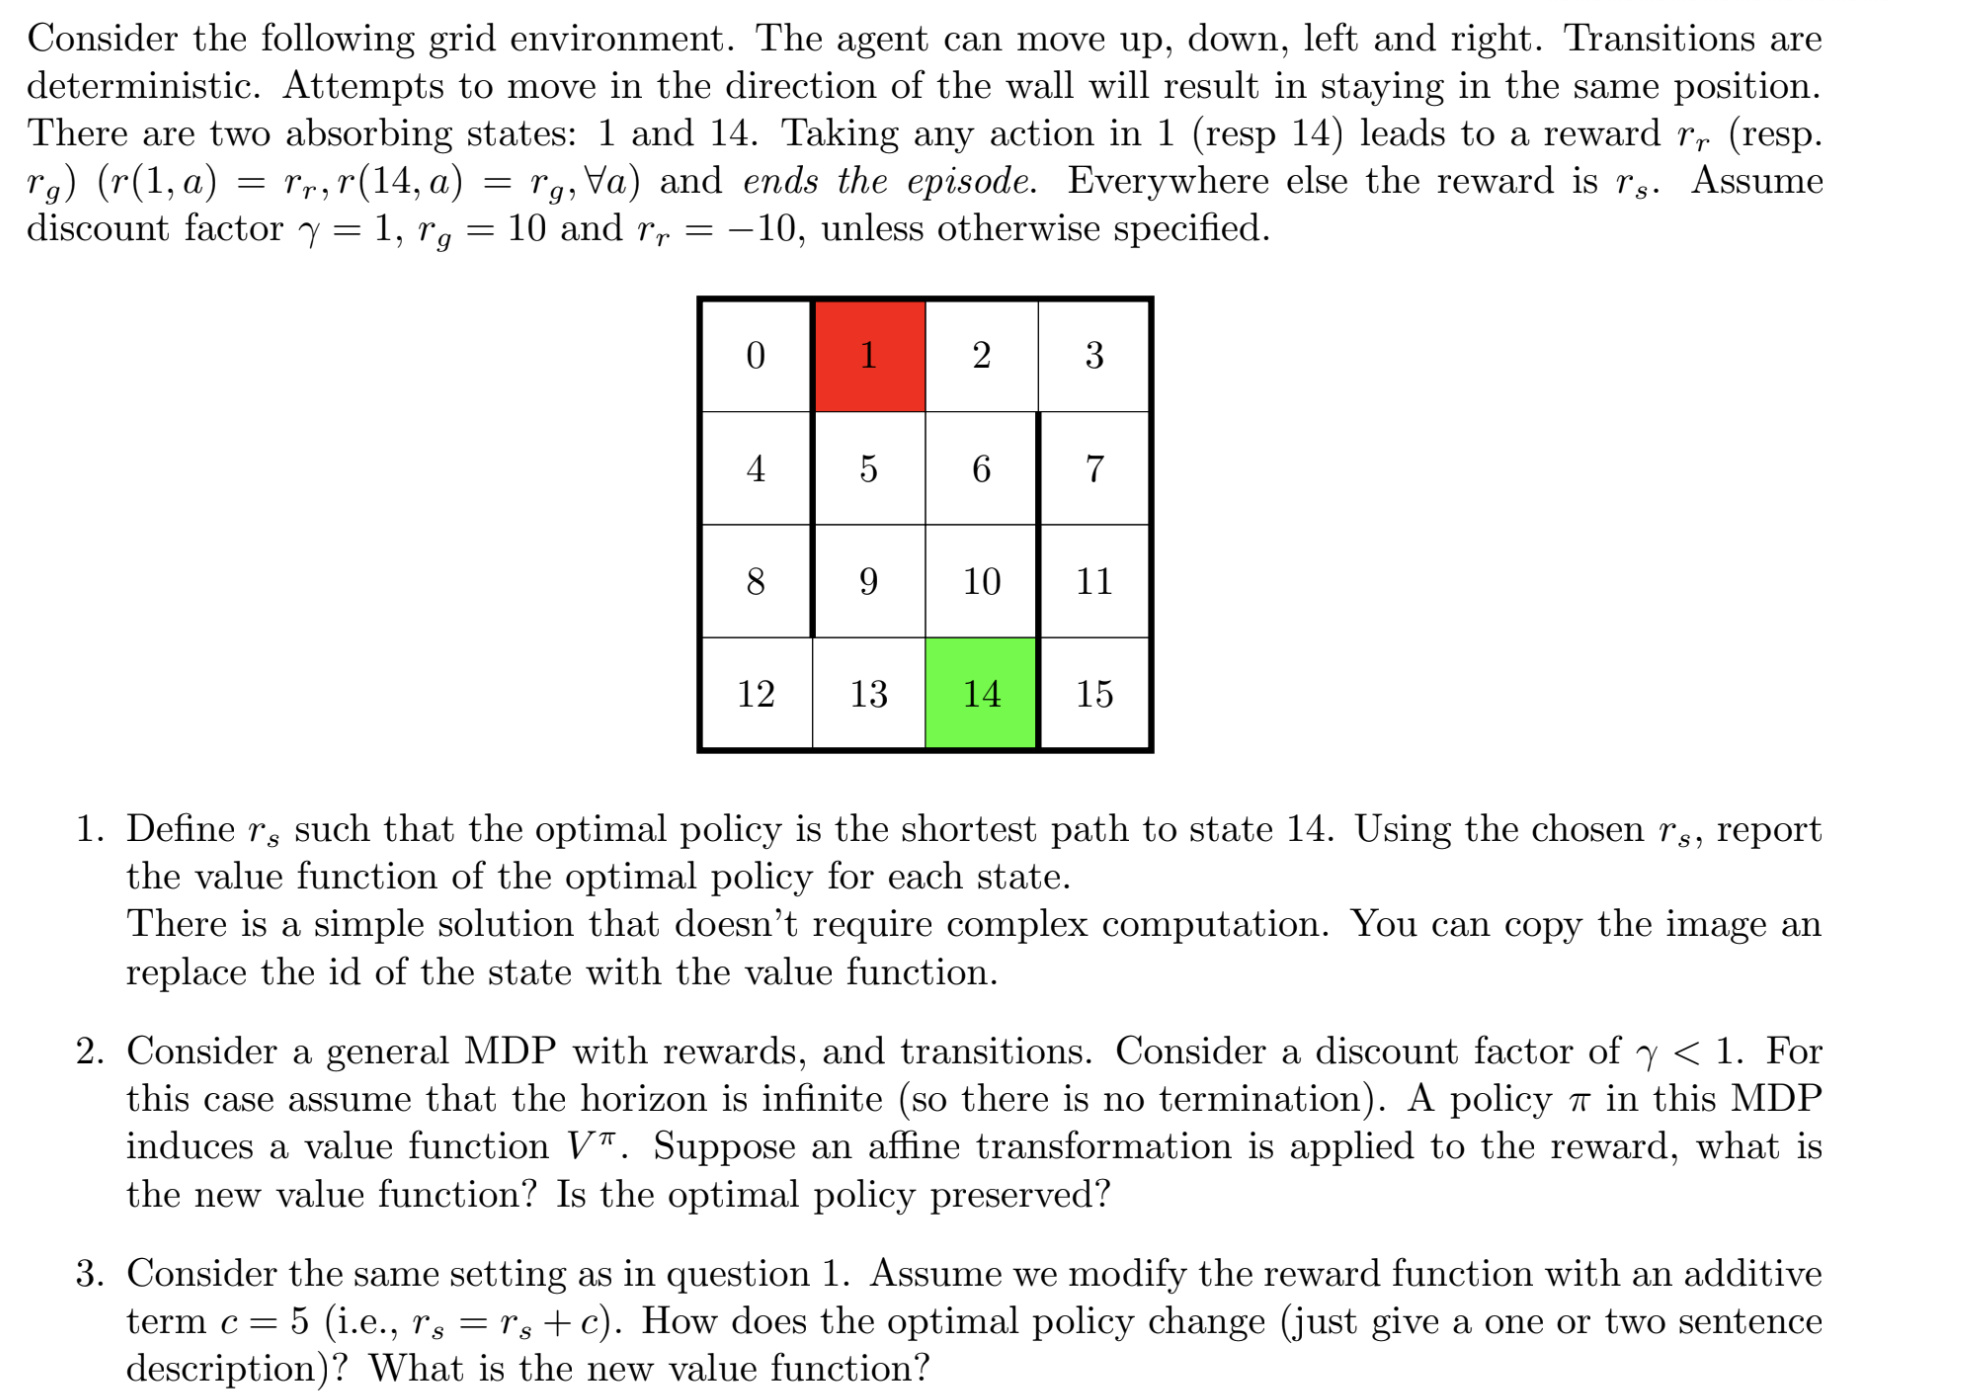 Consider the following grid environment. The agent can move up, down, left and right. Transitions are
deterministic. Attempts to move in the direction of the wall will result in staying in the same position.
There are two absorbing states: 1 and 14. Taking any action in 1 (resp 14) leads to a reward r_r (resp.
r_g) (r(1, a) = r_r, r(14, a) = r_g, ∀a) and ends the episode. Everywhere else the reward is r_s. Assume
discount factor γ = 1, r_g = 10 and r_r = −10, unless otherwise specified.
0 1 2 3
4 5 6 7
8 9 10 11
12 13 14 15
1. Define r_s such that the optimal policy is the shortest path to state 14. Using the chosen r_s, report
the value function of the optimal policy for each state.
There is a simple solution that doesn't require complex computation. You can copy the image an
replace the id of the state with the value function.
2. Consider a general MDP with rewards, and transitions. Consider a discount factor of γ < 1. For
this case assume that the horizon is infinite (so there is no termination). A policy π in this MDP
induces a value function V^π. Suppose an affine transformation is applied to the reward, what is
the new value function? Is the optimal policy preserved?
3. Consider the same setting as in question 1. Assume we modify the reward function with an additive
term c = 5 (i.e., r_s = r_s + c). How does the optimal policy change (just give a one or two sentence
description)? What is the new value function?